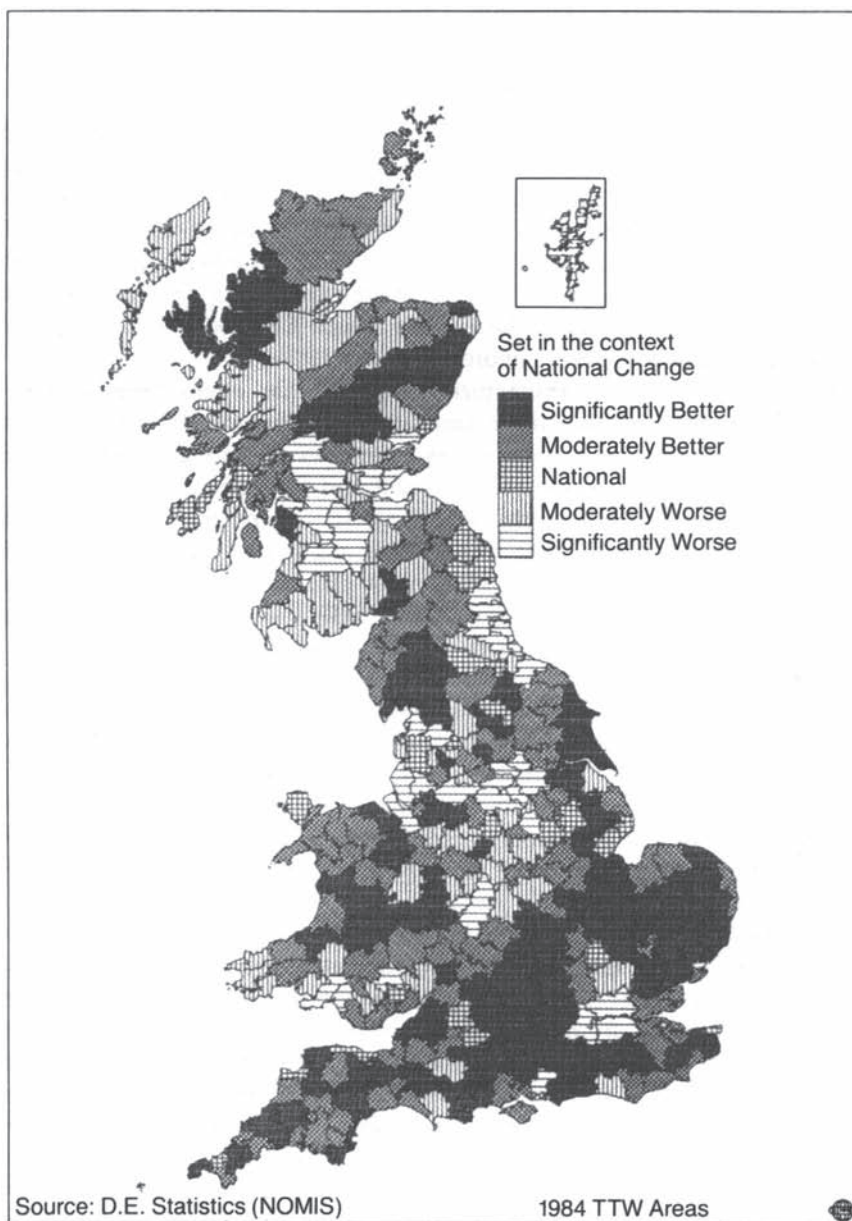 Set in the context
of National Change
Significantly Better
Moderately Better
National
Moderately Worse
Significantly Worse
Source: D.E. Statistics (NOMIS)
1984 TTW Areas